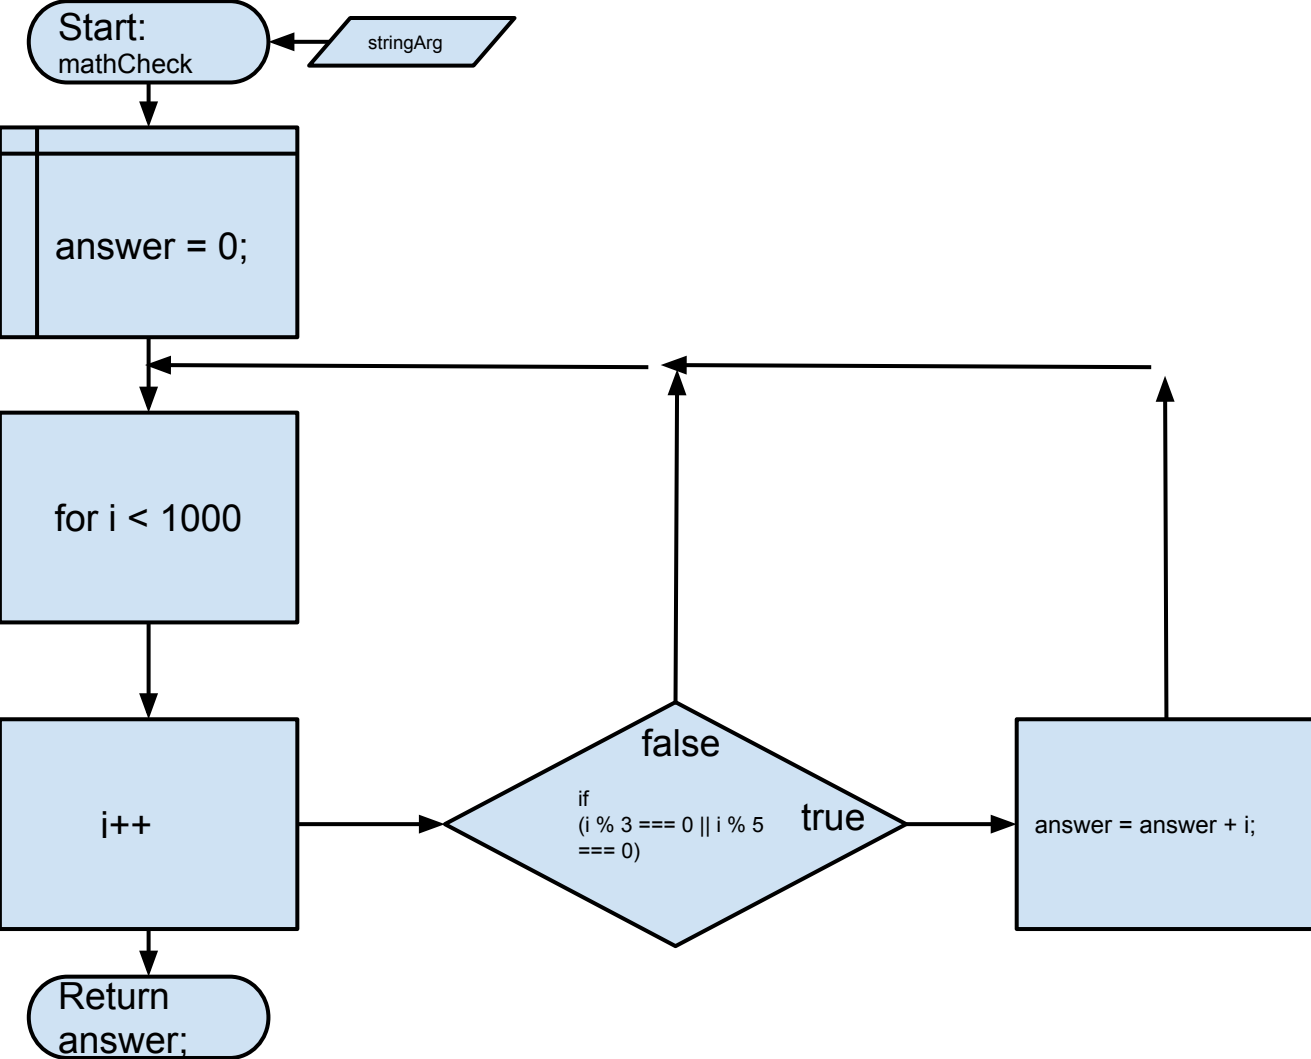 Start:
mathCheck
stringArg
answer = 0;
for i < 1000
i++
false
if
(i % 3 === 0 || i % 5
=== 0)
true
answer = answer + i;
Return
answer;